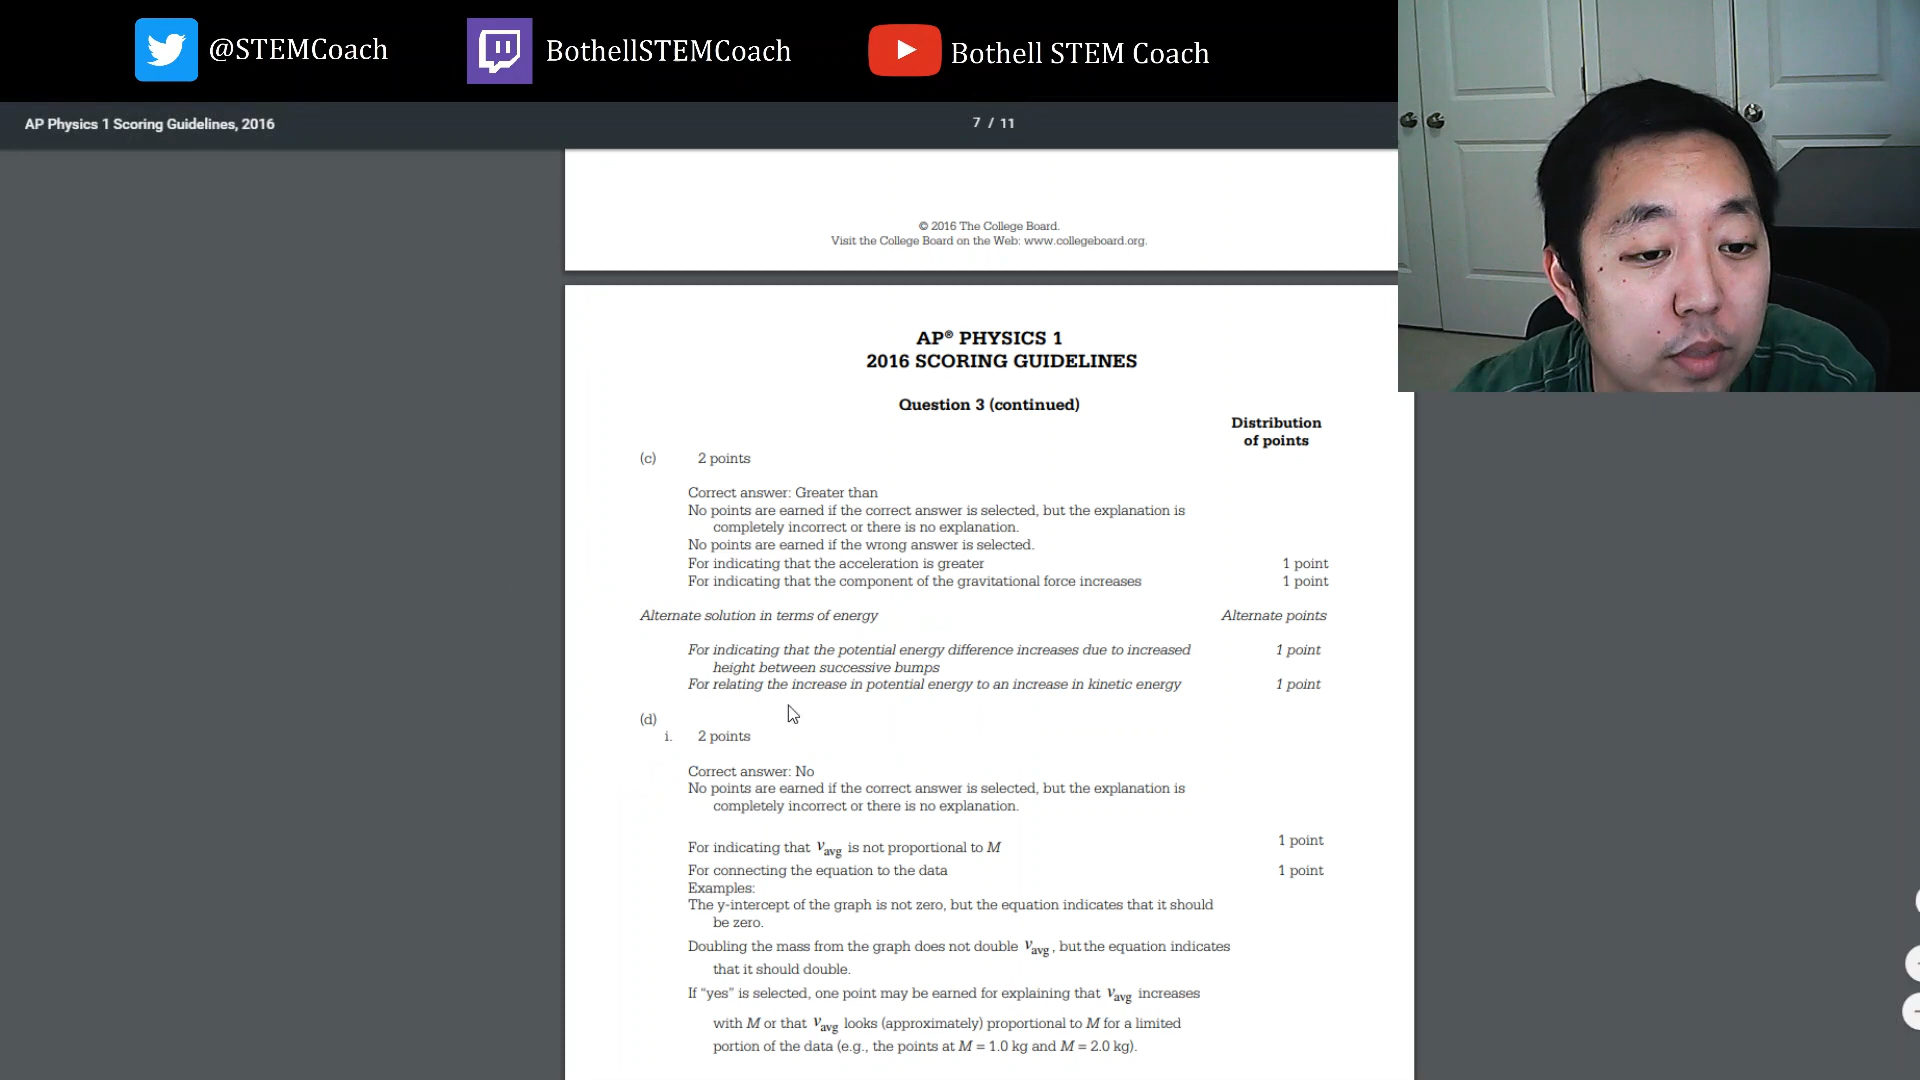 @STEMCoach
BothellSTEMCoach
Bothell STEM Coach
AP Physics 1 Scoring Guidelines, 2016
7 / 11
© 2016 The College Board.
Visit the College Board on the Web: www.collegeboard.org.
AP® PHYSICS 1
2016 SCORING GUIDELINES
Question 3 (continued)
Distribution
of points
(c) 2 points
Correct answer: Greater than
No points are earned if the correct answer is selected, but the explanation is
completely incorrect or there is no explanation.
No points are earned if the wrong answer is selected.
For indicating that the acceleration is greater 1 point
For indicating that the component of the gravitational force increases 1 point
Alternate solution in terms of energy Alternate points
For indicating that the potential energy difference increases due to increased 1 point
height between successive bumps
For relating the increase in potential energy to an increase in kinetic energy 1 point
(d)
i. 2 points
Correct answer: No
No points are earned if the correct answer is selected, but the explanation is
completely incorrect or there is no explanation.
For indicating that vavg is not proportional to M 1 point
For connecting the equation to the data 1 point
Examples:
The y-intercept of the graph is not zero, but the equation indicates that it should
be zero.
Doubling the mass from the graph does not double vavg, but the equation indicates
that it should double.
If “yes” is selected, one point may be earned for explaining that vavg increases
with M or that vavg looks (approximately) proportional to M for a limited
portion of the data (e.g., the points at M = 1.0 kg and M = 2.0 kg).